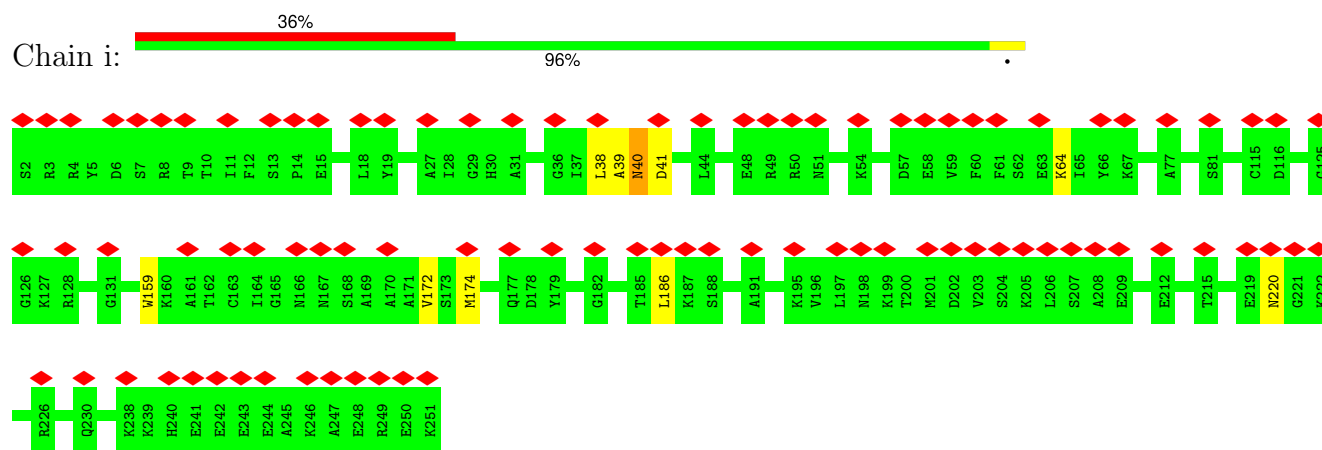 36%
Chain i:
96%
.
S2 R3 R4 Y5 D6 S7 R8 T9 T10 I11 F12 S13 P14 E15 L18 Y19 A27 I28 G29 H30 A31 G36 I37 L38 A39 N40 D41 L44 E48 R49 R50 N51 K54 D57 E58 V59 F60 F61 S62 E63 K64 I65 Y66 K67 A77 S81 C115 D116 G125
G126 K127 R128 G131 W159 K160 A161 T162 C163 I164 G165 N166 N167 S168 A169 A170 A171 V172 S173 M174 Q177 D178 Y179 G182 T185 L186 K187 S188 A191 K195 V196 L197 N198 K199 T200 M201 D202 V203 S204 K205 L206 S207 A208 E209 E212 T215 E219 N220 G221 K222
R226 Q230 K238 K239 H240 E241 E242 E243 E244 A245 K246 A247 E248 R249 E250 K251